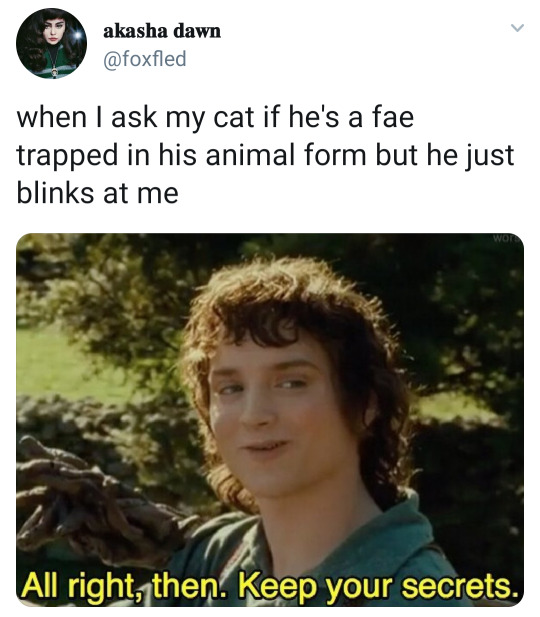 akasha dawn
@foxfled
when I ask my cat if he's a fae
trapped in his animal form but he just
blinks at me
All right, then. Keep your secrets.